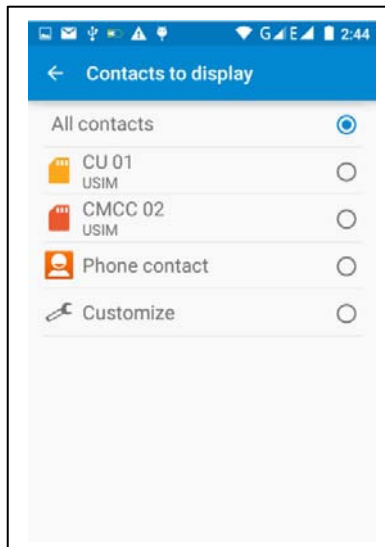 G E 2:44
Contacts to display
All contacts
CU 01
USIM
CMCC 02
USIM
Phone contact
Customize